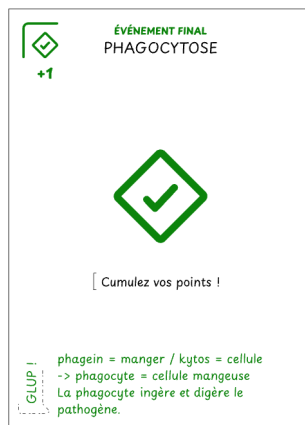 ÉVÉNEMENT FINAL
PHAGOCYTOSE
+1
[ Cumulez vos points !
GLUP !
phagein = manger / kytos = cellule
-> phagocyte = cellule mangeuse
La phagocyte ingère et digère le
pathogène.